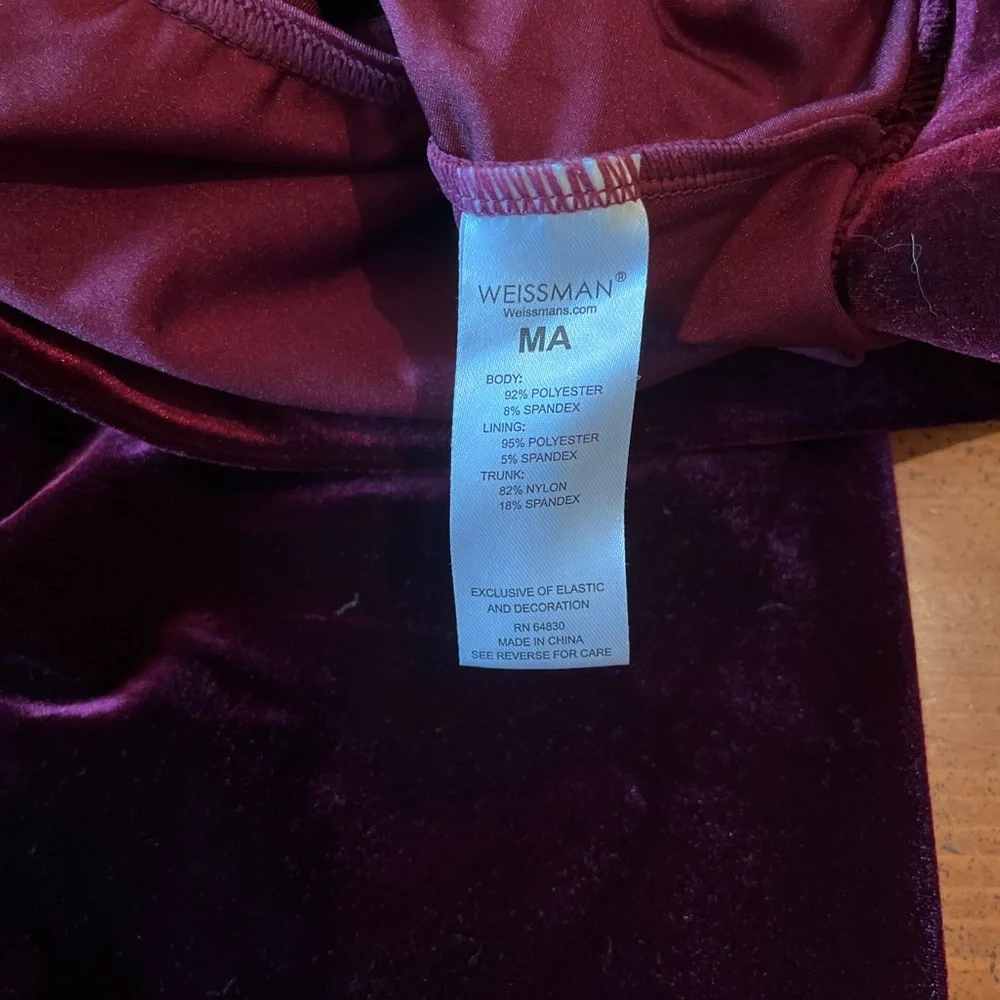 WEISSMAN®
Weissmans.com
MA
BODY:
92% POLYESTER
8% SPANDEX
LINING:
95% POLYESTER
5% SPANDEX
TRUNK:
82% NYLON
18% SPANDEX
EXCLUSIVE OF ELASTIC
AND DECORATION
RN 64830
MADE IN CHINA
SEE REVERSE FOR CARE